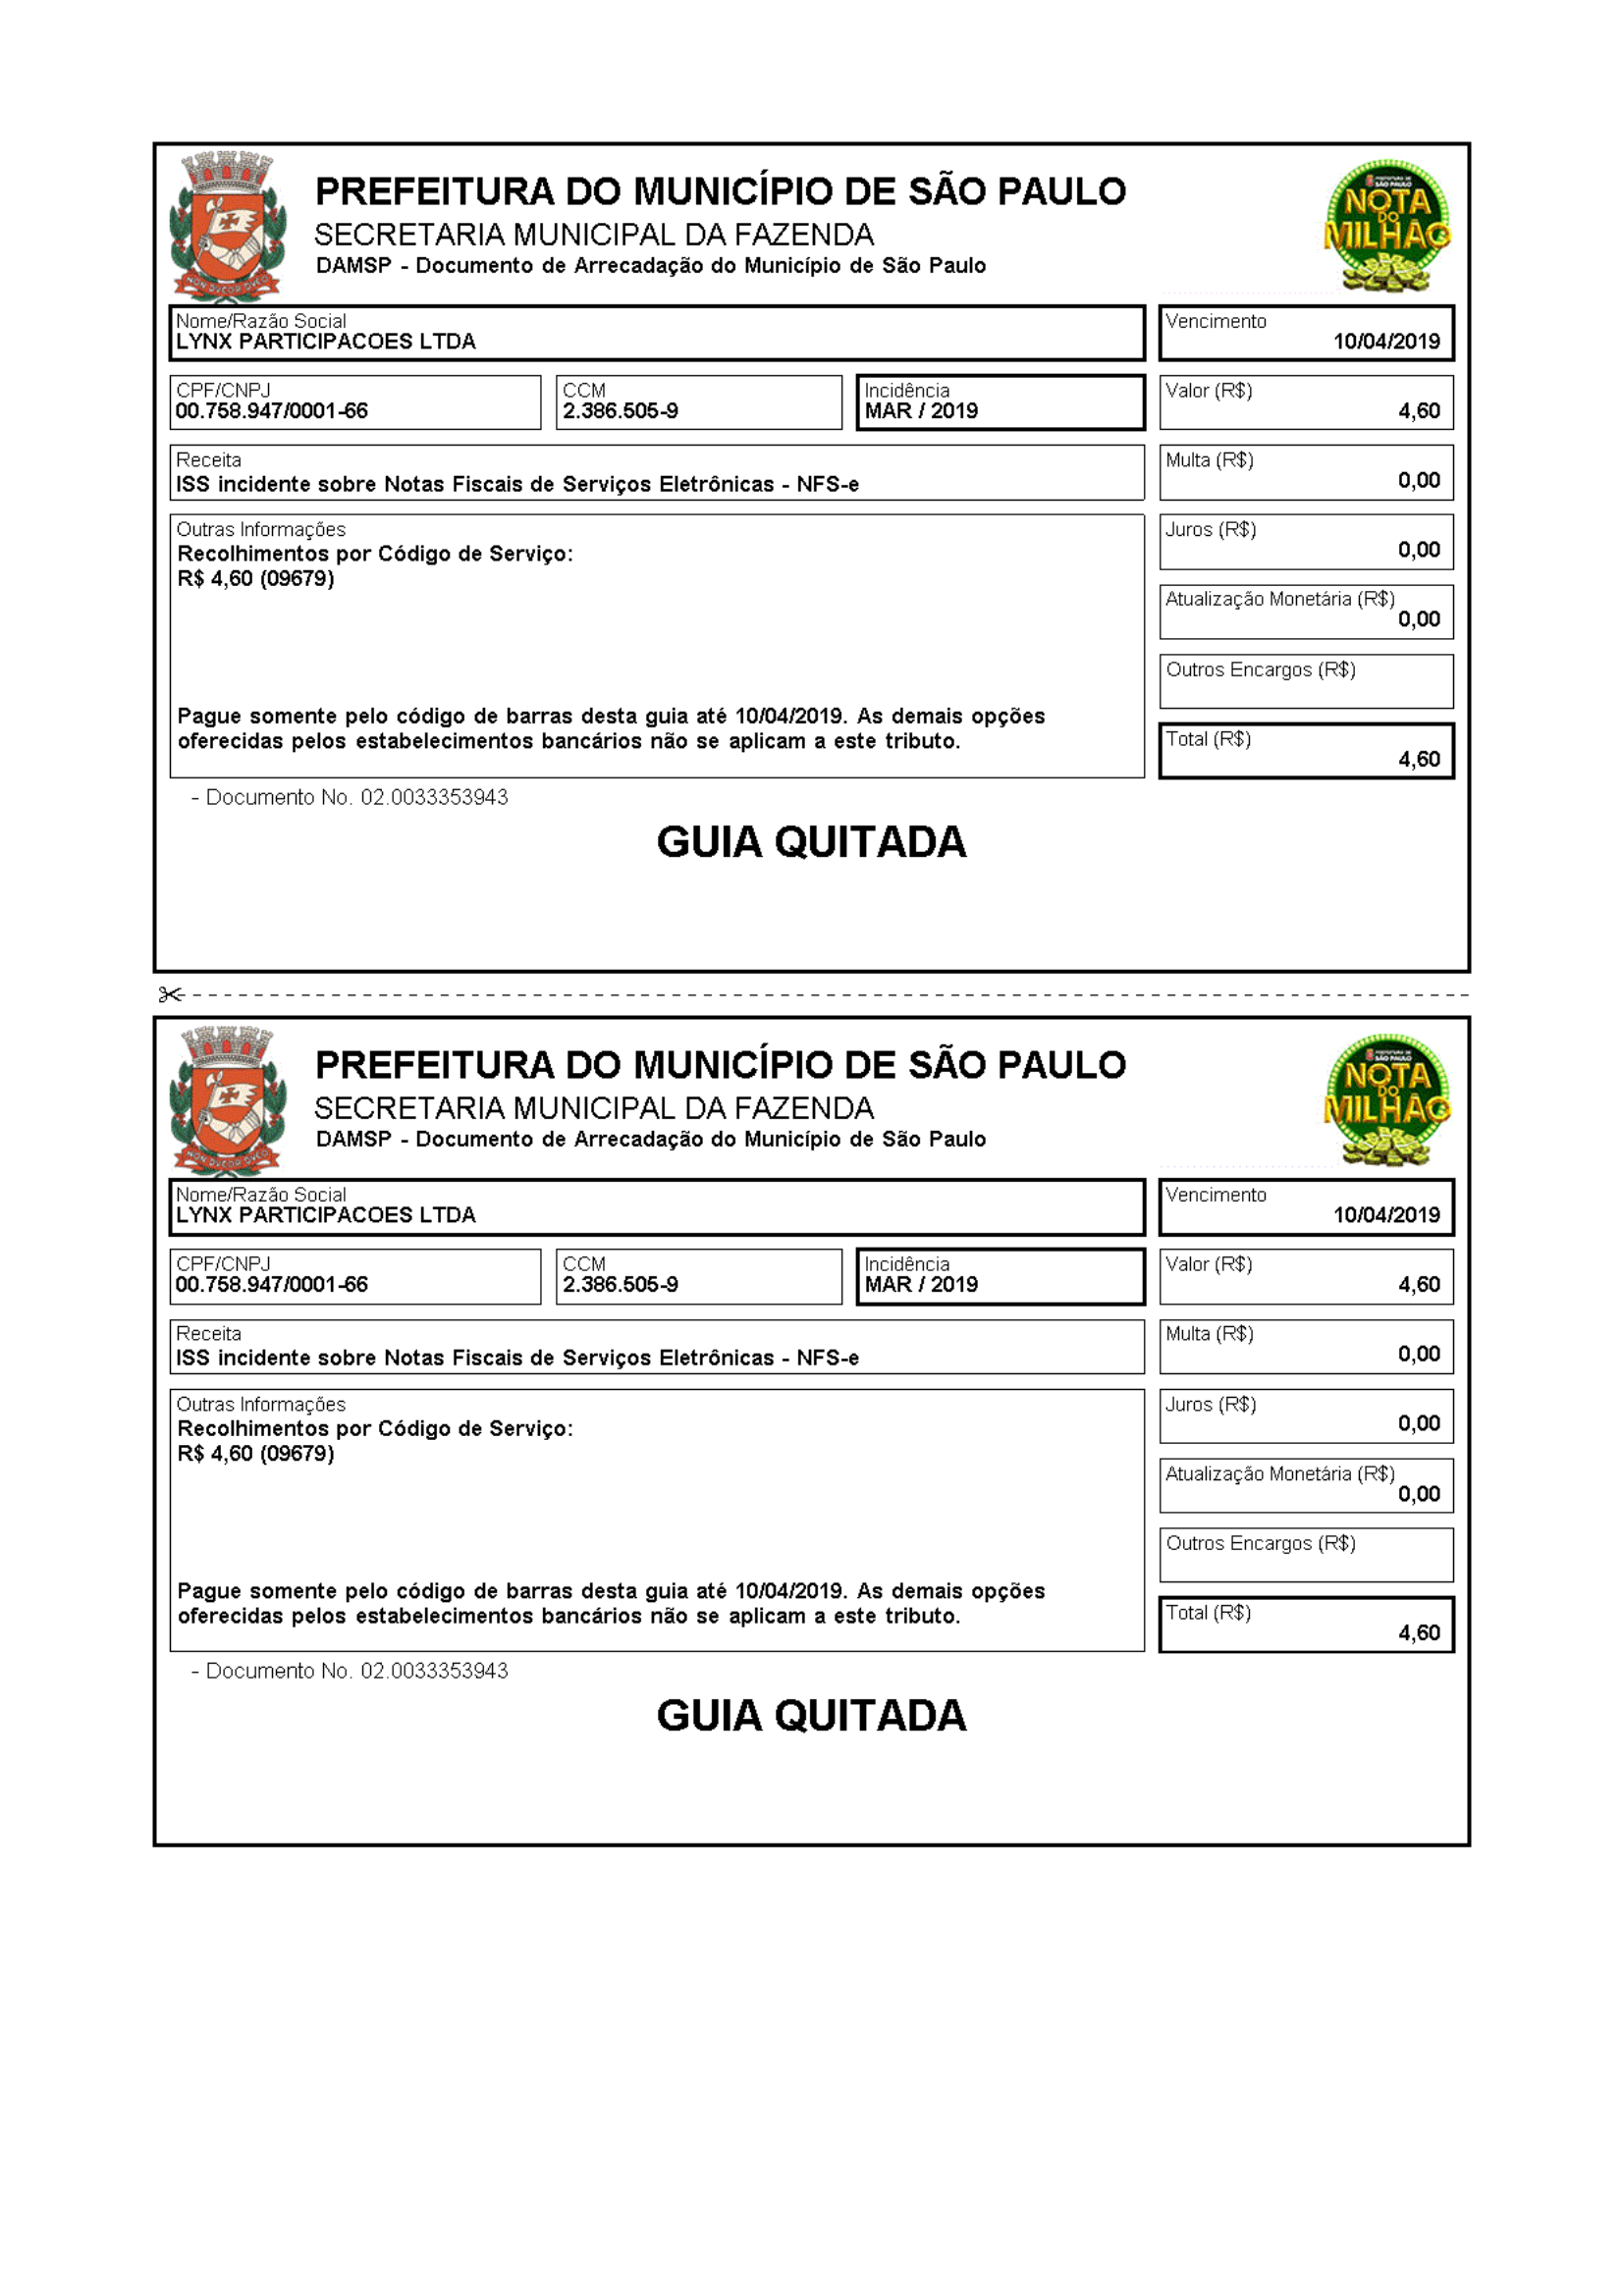 PREFEITURA DO MUNICÍPIO DE SÃO PAULO
SECRETARIA MUNICIPAL DA FAZENDA
DAMSP - Documento de Arrecadação do Município de São Paulo
PREFEITURA DE
SÃO PAULO
NOTA
DO
MILHÃO
NON DVCOR DVCO
Nome/Razão Social
LYNX PARTICIPACOES LTDA
Vencimento
10/04/2019
CPF/CNPJ
00.758.947/0001-66
CCM
2.386.505-9
Incidência
MAR / 2019
Valor (R$)
4,60
Receita
ISS incidente sobre Notas Fiscais de Serviços Eletrônicas - NFS-e
Multa (R$)
0,00
Outras Informações
Recolhimentos por Código de Serviço:
R$ 4,60 (09679)
Pague somente pelo código de barras desta guia até 10/04/2019. As demais opções
oferecidas pelos estabelecimentos bancários não se aplicam a este tributo.
Juros (R$)
0,00
Atualização Monetária (R$)
0,00
Outros Encargos (R$)
Total (R$)
4,60
- Documento No. 02.0033353943
GUIA QUITADA
PREFEITURA DO MUNICÍPIO DE SÃO PAULO
SECRETARIA MUNICIPAL DA FAZENDA
DAMSP - Documento de Arrecadação do Município de São Paulo
PREFEITURA DE
SÃO PAULO
NOTA
DO
MILHÃO
NON DVCOR DVCO
Nome/Razão Social
LYNX PARTICIPACOES LTDA
Vencimento
10/04/2019
CPF/CNPJ
00.758.947/0001-66
CCM
2.386.505-9
Incidência
MAR / 2019
Valor (R$)
4,60
Receita
ISS incidente sobre Notas Fiscais de Serviços Eletrônicas - NFS-e
Multa (R$)
0,00
Outras Informações
Recolhimentos por Código de Serviço:
R$ 4,60 (09679)
Pague somente pelo código de barras desta guia até 10/04/2019. As demais opções
oferecidas pelos estabelecimentos bancários não se aplicam a este tributo.
Juros (R$)
0,00
Atualização Monetária (R$)
0,00
Outros Encargos (R$)
Total (R$)
4,60
- Documento No. 02.0033353943
GUIA QUITADA